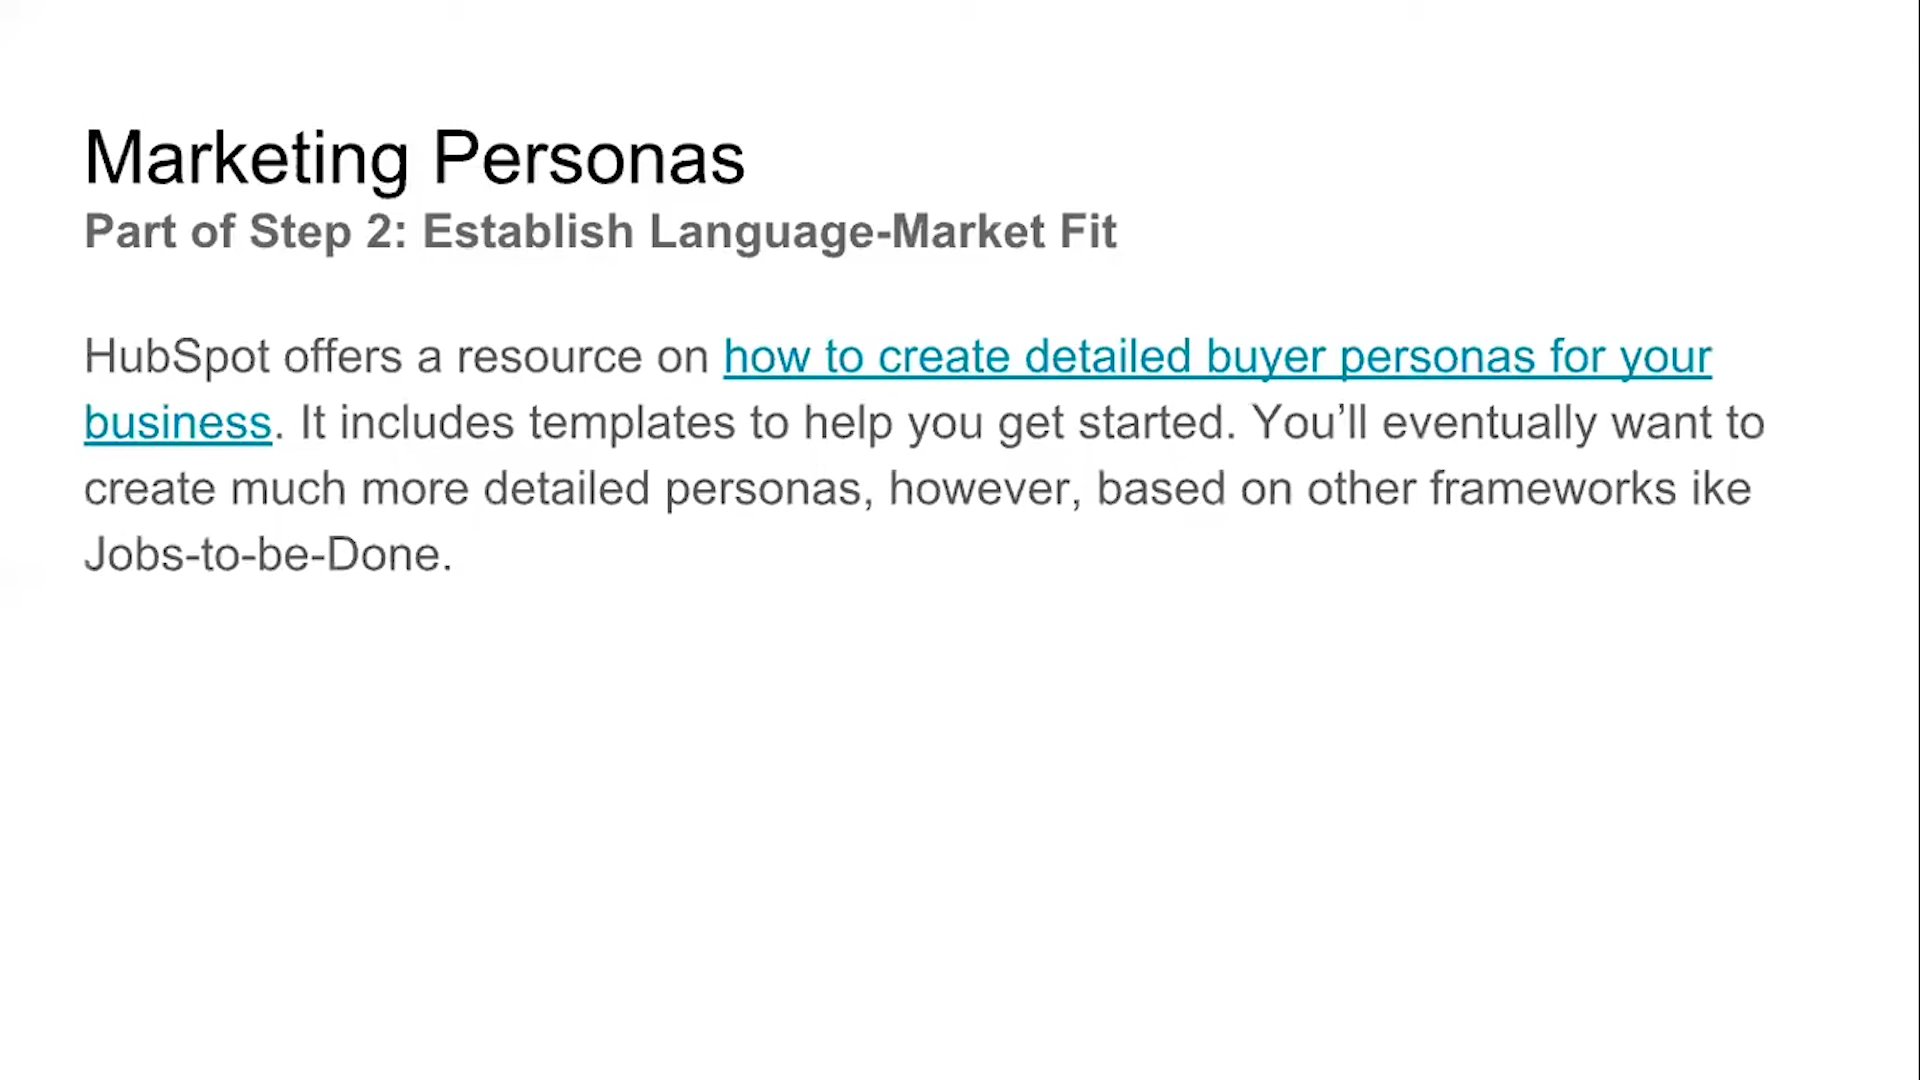 Marketing Personas
Part of Step 2: Establish Language-Market Fit
HubSpot offers a resource on how to create detailed buyer personas for your
business. It includes templates to help you get started. You’ll eventually want to
create much more detailed personas, however, based on other frameworks ike
Jobs-to-be-Done.